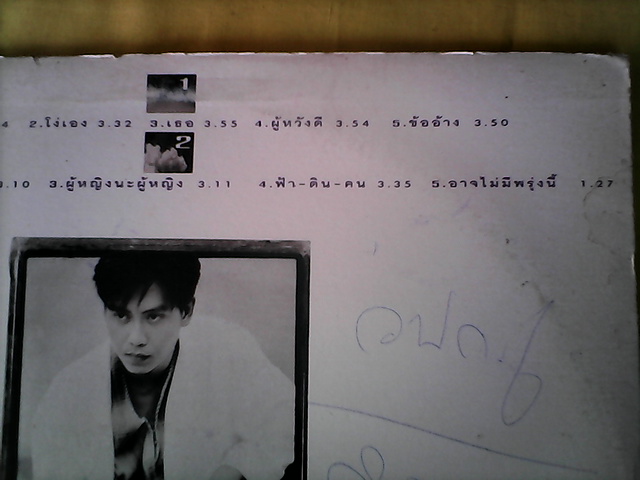 1
4 2.โง่เอง 3.32 3.เธอ 3.55 4.ผู้หวังดี 3.54 5.ข้ออ้าง 3.50
2
.10 3.ผู้หญิงนะผู้หญิง 3.11 4.ฟ้า-ดิน-คน 3.35 5.อาจไม่มีพรุ่งนี้ 1.27